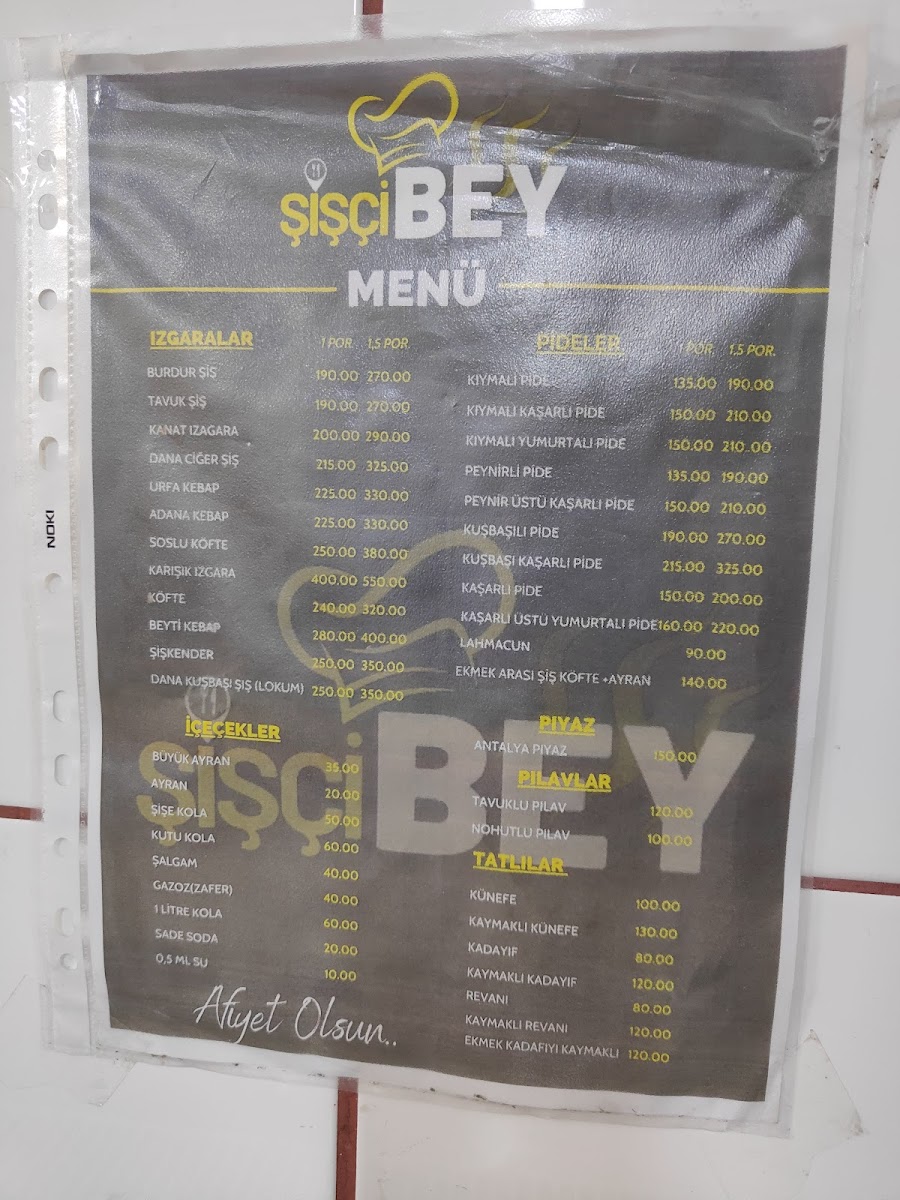 ŞİŞÇİ BEY
MENÜ
IZGARALAR 1 POR. 1,5 POR.
BURDUR ŞİŞ 190.00 270.00
TAVUK ŞİŞ 190.00 270.00
KANAT IZAGARA 200.00 290.00
DANA CİĞER ŞİŞ 215.00 325.00
URFA KEBAP 225.00 330.00
ADANA KEBAP 225.00 330.00
SOSLU KÖFTE 250.00 380.00
KARIŞIK IZGARA 400.00 550.00
KÖFTE 240.00 320.00
BEYTİ KEBAP 280.00 400.00
ŞİŞKENDER 250.00 350.00
DANA KUŞBAŞI ŞİŞ (LOKUM) 250.00 350.00
İÇEÇEKLER
BÜYÜK AYRAN 35.00
AYRAN 20.00
ŞİŞE KOLA 50.00
KUTU KOLA 60.00
ŞALGAM 40.00
GAZOZ(ZAFER) 40.00
1 LİTRE KOLA 60.00
SADE SODA 20.00
0,5 ML SU 10.00
Afiyet Olsun..
PİDELER 1 POR. 1,5 POR.
KIYMALI PİDE 135.00 190.00
KIYMALI KAŞARLI PİDE 150.00 210.00
KIYMALI YUMURTALI PİDE 150.00 210.00
PEYNİRLİ PİDE 135.00 190.00
PEYNİR ÜSTÜ KAŞARLI PİDE 150.00 210.00
KUŞBAŞILI PİDE 190.00 270.00
KUŞBAŞI KAŞARLI PİDE 215.00 325.00
KAŞARLI PİDE 150.00 200.00
KAŞARLI ÜSTÜ YUMURTALI PİDE 160.00 220.00
LAHMACUN 90.00
EKMEK ARASI ŞİŞ KÖFTE +AYRAN 140.00
PIYAZ
ANTALYA PIYAZ 150.00
PILAVLAR
TAVUKLU PILAV 120.00
NOHUTLU PILAV 100.00
TATLILAR
KÜNEFE 100.00
KAYMAKLI KÜNEFE 130.00
KADAYIF 80.00
KAYMAKLI KADAYIF 120.00
REVANI 80.00
KAYMAKLI REVANI 120.00
EKMEK KADAFIYI KAYMAKLI 120.00
ŞİŞÇİ BEY
NOKI